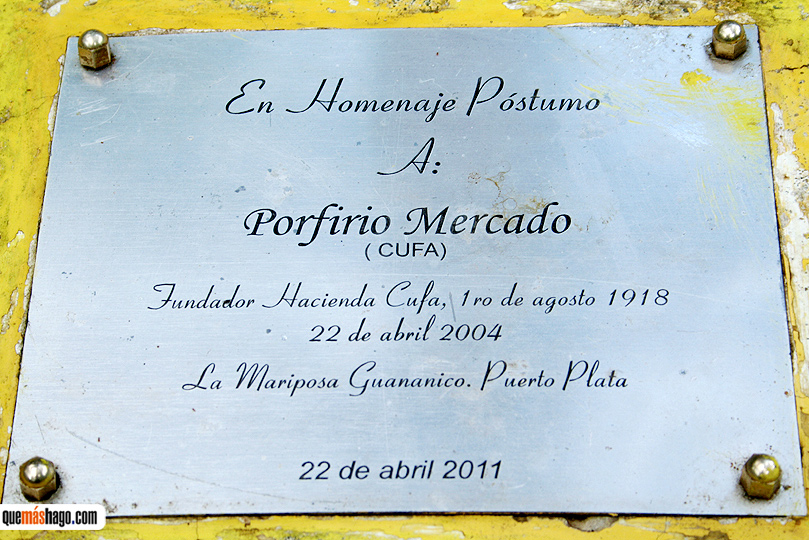 En Homenaje Póstumo
A:
Porfirio Mercado
( CUFA)
Fundador Hacienda Cufa, 1ro de agosto 1918
22 de abril 2004
La Mariposa Guananico. Puerto Plata
22 de abril 2011
quemáshago.com